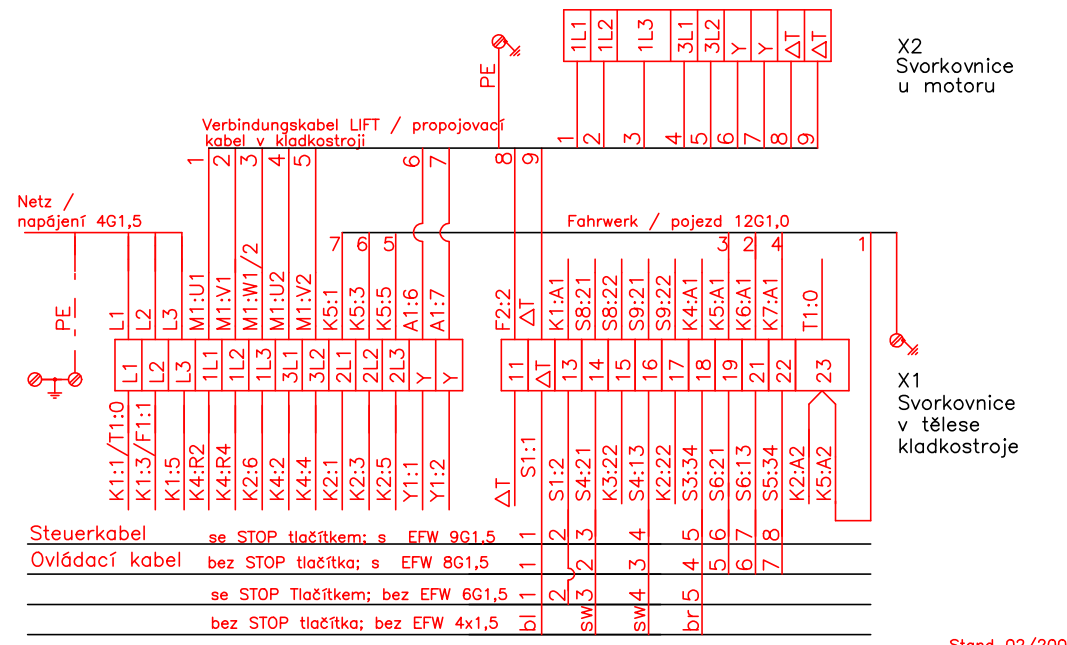 1L1 1L2 1L3 3L1 3L2 Y Y ΔT ΔT
X2
Svorkovnice
u motoru
PE
1 2 3 4 5 6 7 8 9
Verbindungskabel LIFT / propojovací
kabel v kladkostroji
1 2 3 4 5 6 7 8 9
Netz /
napájení 4G1,5
Fahrwerk / pojezd 12G1,0
7 6 5 3 2 4 1
PE
L1 L2 L3 M1:U1 M1:V1 M1:W1/2 M1:U2 M1:V2 K5:1 K5:3 K5:5 A1:6 A1:7 F2:2 ΔT K1:A1 S8:21 S8:22 S9:21 S9:22 K4:A1 K5:A1 K6:A1 K7:A1 T1:0
L1 L2 L3 1L1 1L2 1L3 3L1 3L2 2L1 2L2 2L3 Y Y 11 ΔT 13 14 15 16 17 18 19 21 22 23
X1
Svorkovnice
v tělese
kladkostroje
K1:1/T1:0 K1:3/F1:1 K1:5 K4:R2 K4:R4 K2:6 K4:2 K4:4 K2:1 K2:3 K2:5 Y1:1 Y1:2 ΔT S1:1 S1:2 S4:21 K3:22 S4:13 K2:22 S3:34 S6:21 S6:13 S5:34 K2:A2 K5:A2
Steuerkabel se STOP tlačítkem; s EFW 9G1,5 1 2 3 4 5 6 7 8
Ovládací kabel bez STOP tlačítka; s EFW 8G1,5 1 2 3 4 5 6 7
se STOP Tlačítkem; bez EFW 6G1,5 1 2 3 4 5
bez STOP tlačítka; bez EFW 4x1,5 bl sw sw br